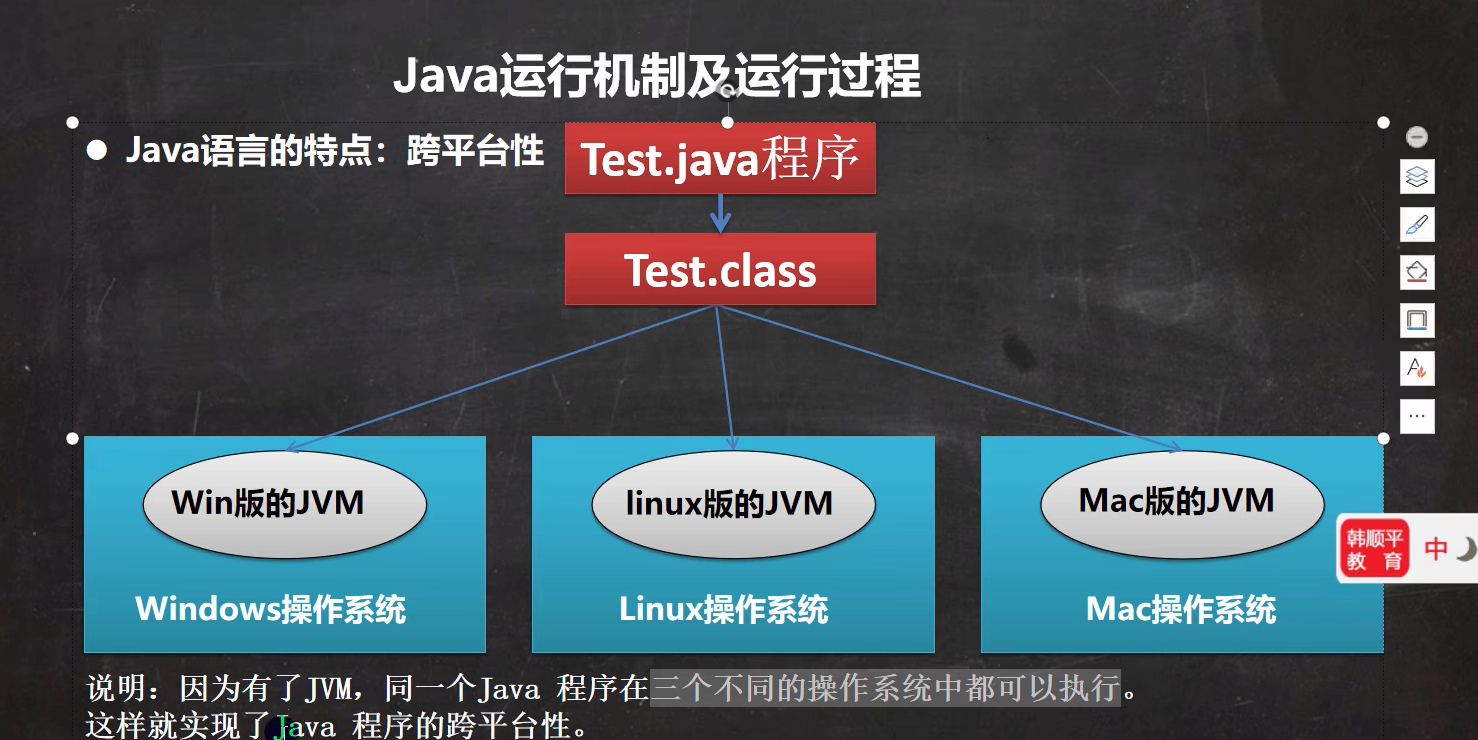 Java运行机制及运行过程
● Java语言的特点：跨平台性
Test.java程序
Test.class
Win版的JVM
linux版的JVM
Mac版的JVM
Windows操作系统
Linux操作系统
Mac操作系统
韩顺平
教 育
中
说明：因为有了JVM，同一个Java 程序在三个不同的操作系统中都可以执行。
这样就实现了Java 程序的跨平台性。